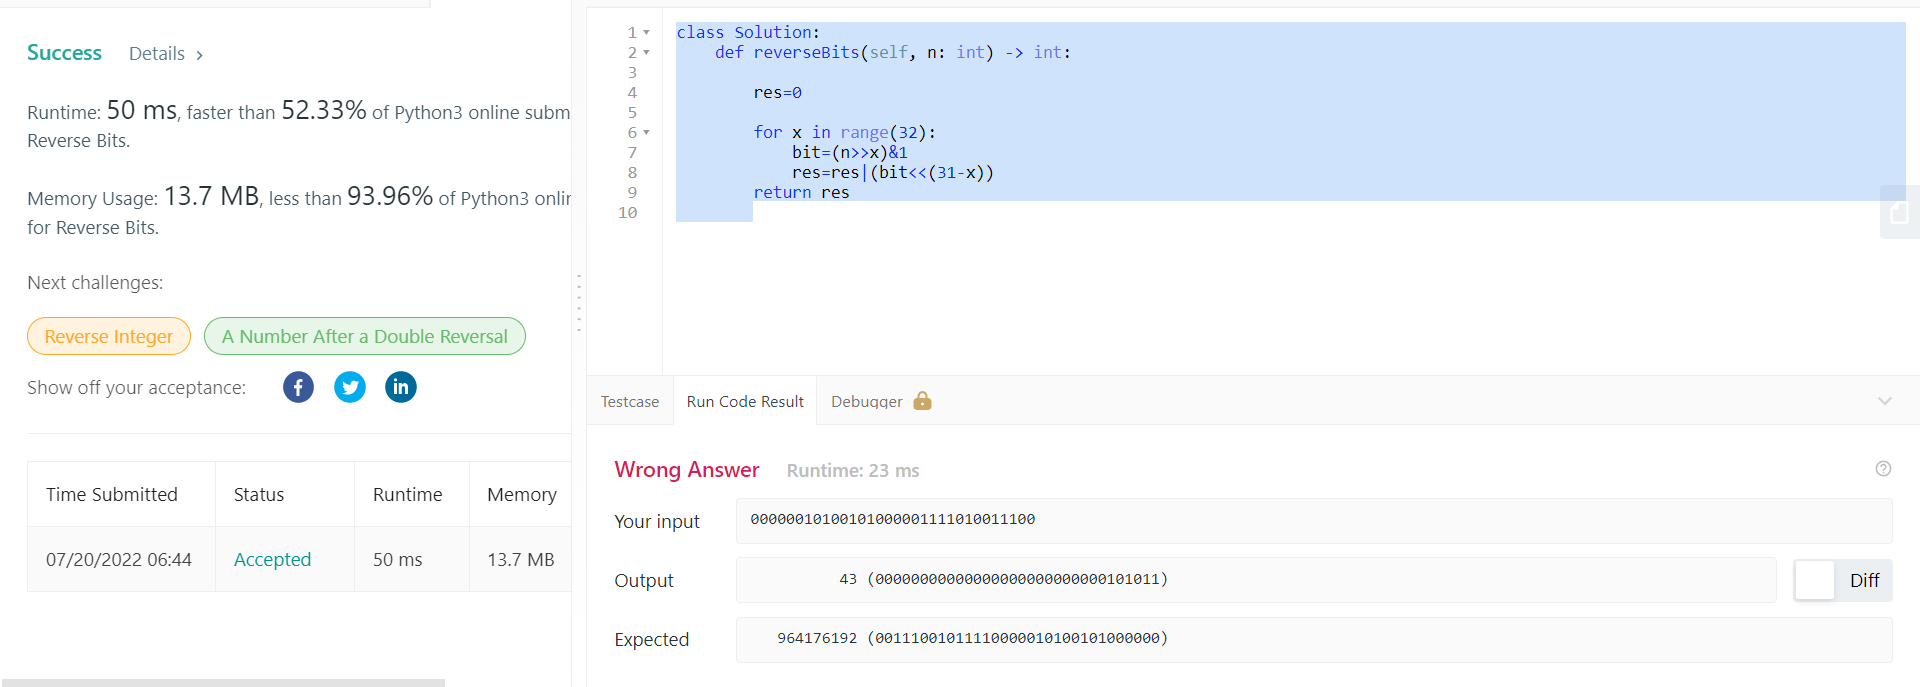 Success Details >
Runtime: 50 ms, faster than 52.33% of Python3 online subm
Reverse Bits.
Memory Usage: 13.7 MB, less than 93.96% of Python3 onlin
for Reverse Bits.
Next challenges:
Reverse Integer A Number After a Double Reversal
Show off your acceptance:
Time Submitted Status Runtime Memory
07/20/2022 06:44 Accepted 50 ms 13.7 MB
1 class Solution:
2 def reverseBits(self, n: int) -> int:
3
4 res=0
5
6 for x in range(32):
7 bit=(n>>x)&1
8 res=res|(bit<<(31-x))
9 return res
10
Testcase Run Code Result Debugger
Wrong Answer Runtime: 23 ms
Your input 00000010100101000001111010011100
Output 43 (00000000000000000000000000101011)
Diff
Expected 964176192 (00111001011110000010100101000000)